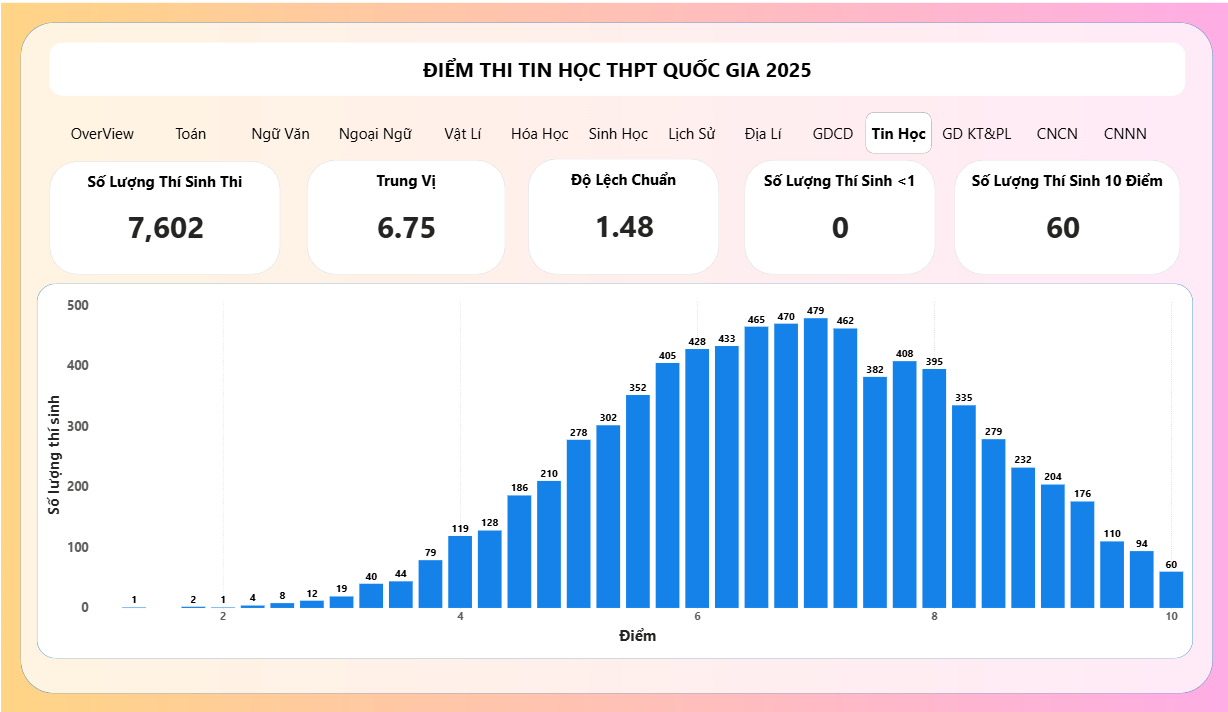 ĐIỂM THI TIN HỌC THPT QUỐC GIA 2025
OverView Toán Ngữ Văn Ngoại Ngữ Vật Lí Hóa Học Sinh Học Lịch Sử Địa Lí GDCD Tin Học GD KT&PL CNCN CNNN
Số Lượng Thí Sinh Thi
7,602
Trung Vị
6.75
Độ Lệch Chuẩn
1.48
Số Lượng Thí Sinh <1
0
Số Lượng Thí Sinh 10 Điểm
60
Số lượng thí sinh
500
400
300
200
100
0
1 2 1 4 8 12 19 40 44 79 119 128 186 210 278 302 352 405 428 433 465 470 479 462 382 408 395 335 279 232 204 176 110 94 60
2 4 6 8 10
Điểm